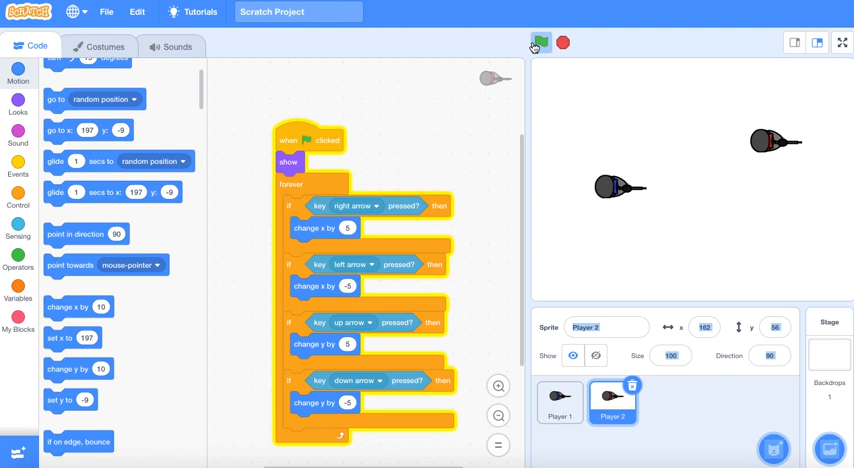 SCRATCH File Edit Tutorials Scratch Project
Code Costumes Sounds
Motion
Looks
Sound
Events
Control
Sensing
Operators
Variables
My Blocks
go to random position
go to x: 197 y: -9
glide 1 secs to random position
glide 1 secs to x: 197 y: -9
point in direction 90
point towards mouse-pointer
change x by 10
set x to 197
change y by 10
set y to -9
if on edge, bounce
when clicked
show
forever
if key right arrow pressed? then
change x by 5
if key left arrow pressed? then
change x by -5
if key up arrow pressed? then
change y by 5
if key down arrow pressed? then
change y by -5
Sprite Player 2 x 162 y 56
Show Size 100 Direction 90
Player 1 Player 2
Stage
Backdrops
1